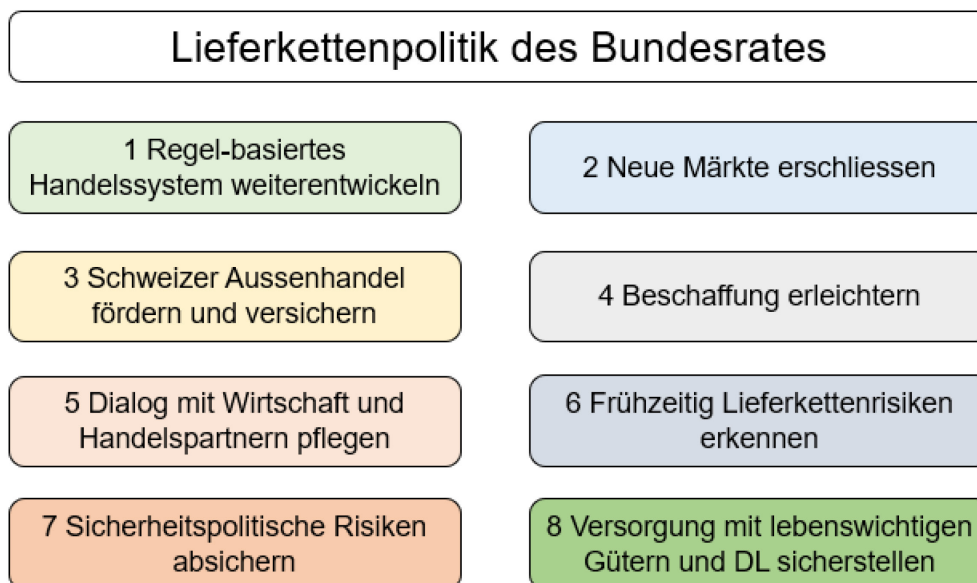 Lieferkettenpolitik des Bundesrates
1 Regel-basiertes
Handelssystem weiterentwickeln
2 Neue Märkte erschliessen
3 Schweizer Aussenhandel
fördern und versichern
4 Beschaffung erleichtern
5 Dialog mit Wirtschaft und
Handelspartnern pflegen
6 Frühzeitig Lieferkettenrisiken
erkennen
7 Sicherheitspolitische Risiken
absichern
8 Versorgung mit lebenswichtigen
Gütern und DL sicherstellen